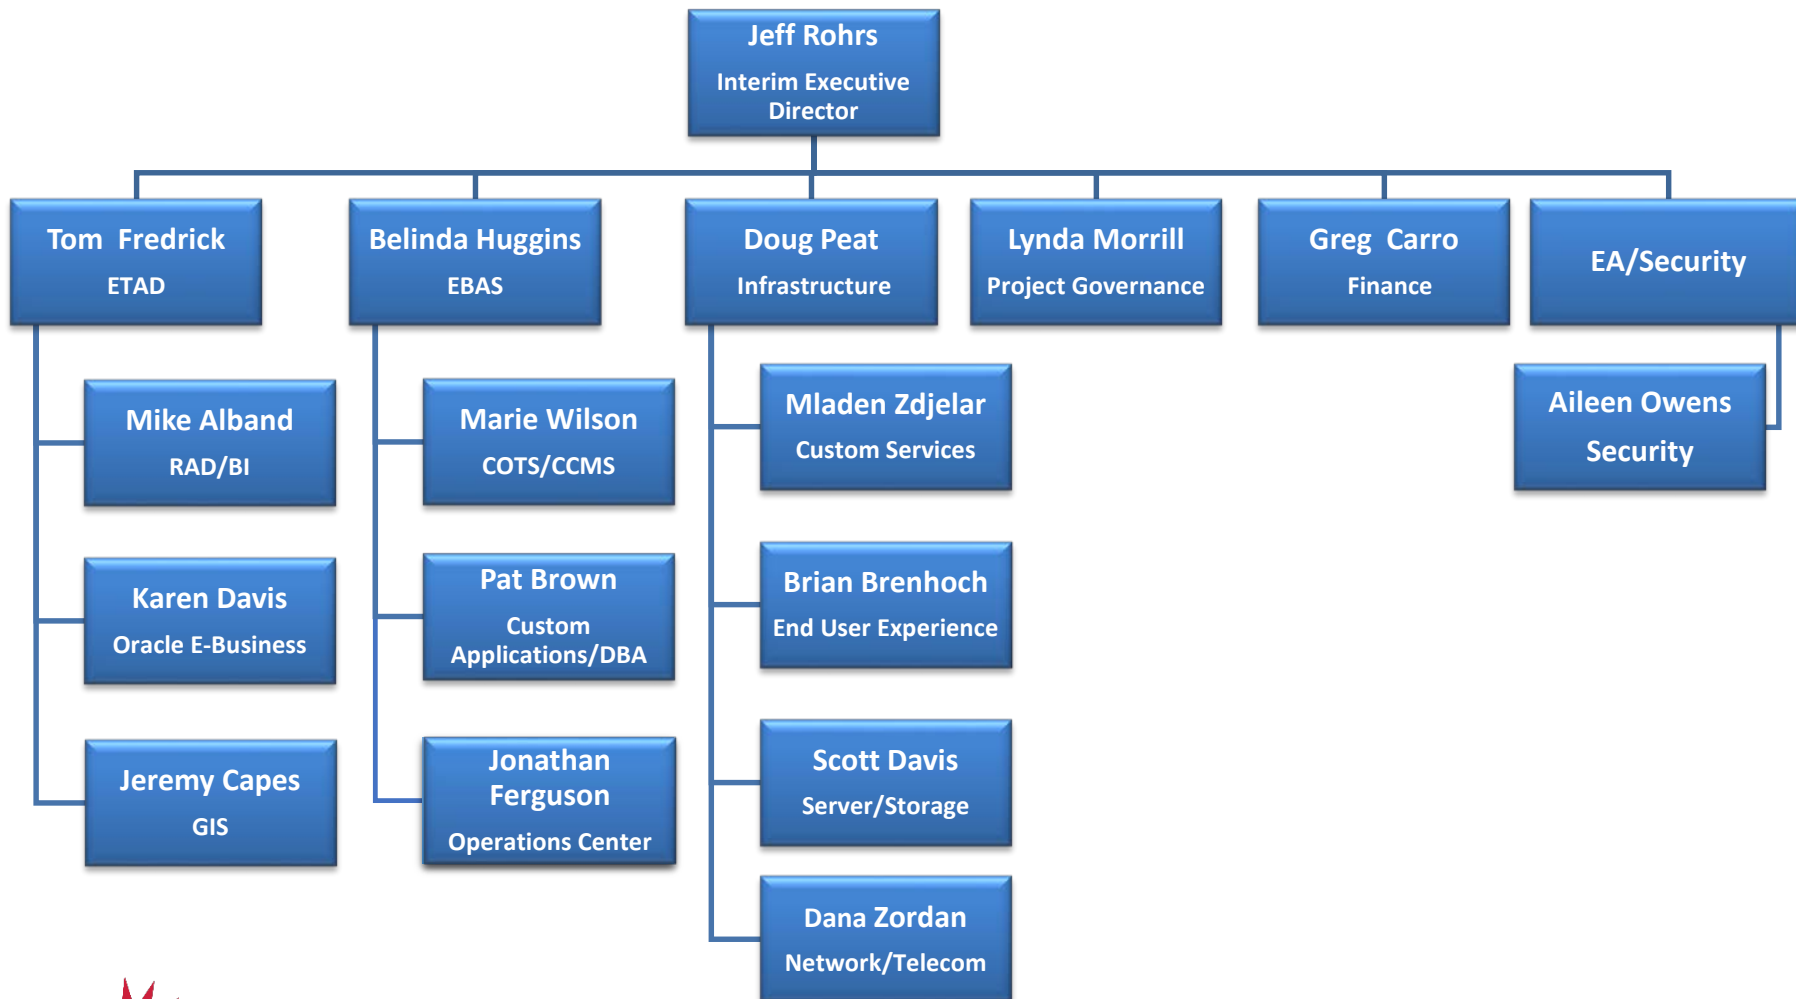 Jeff Rohrs
Interim Executive
Director
Tom  Fredrick
ETAD
Belinda Huggins
EBAS
Doug Peat
Infrastructure
Lynda Morrill
Project Governance
Greg  Carro
Finance
EA/Security
Mike Alband
RAD/BI
Karen Davis
Oracle E-Business
Jeremy Capes
GIS
Marie Wilson
COTS/CCMS
Pat Brown
Custom
Applications/DBA
Jonathan
Ferguson
Operations Center
Mladen Zdjelar
Custom Services
Brian Brenhoch
End User Experience
Scott Davis
Server/Storage
Dana Zordan
Network/Telecom
Aileen Owens
Security